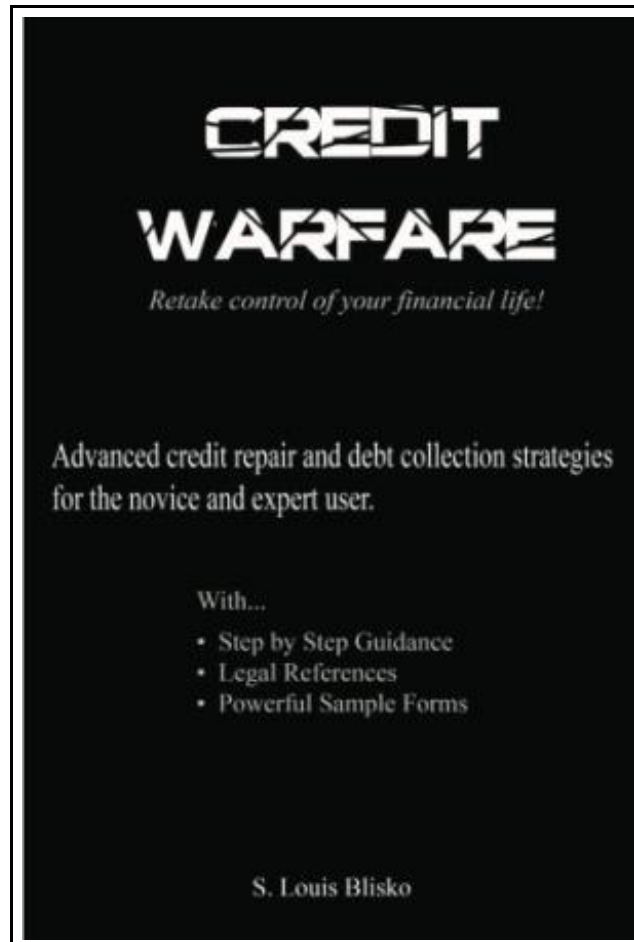 CREDIT
WARFARE
Retake control of your financial life!
Advanced credit repair and debt collection strategies
for the novice and expert user.
With...
• Step by Step Guidance
• Legal References
• Powerful Sample Forms
S. Louis Blisko